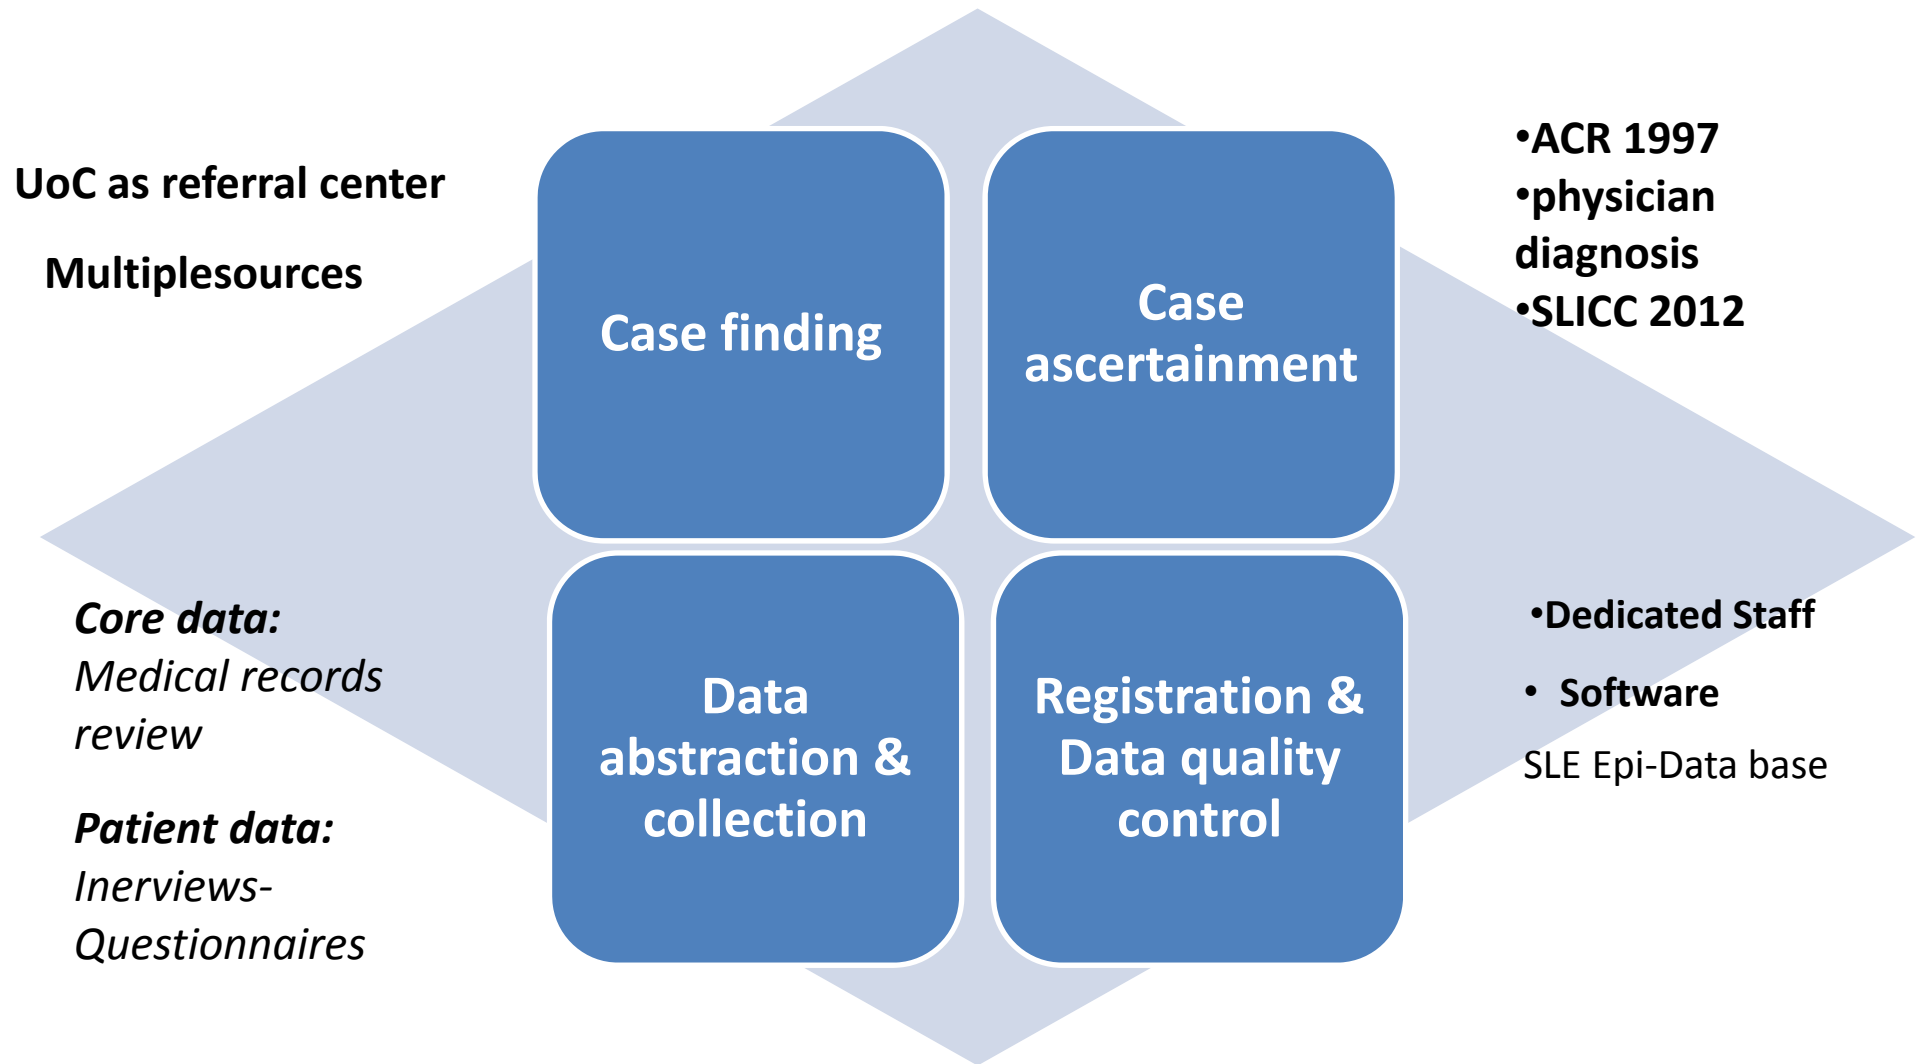 UoC as referral center
Multiplesources
Case finding
Case
ascertainment
•ACR 1997
•physician
diagnosis
•SLICC 2012
Core data:
Medical records
review
Patient data:
Inerviews-
Questionnaires
Data
abstraction &
collection
Registration &
Data quality
control
•Dedicated Staff
• Software
SLE Epi-Data base